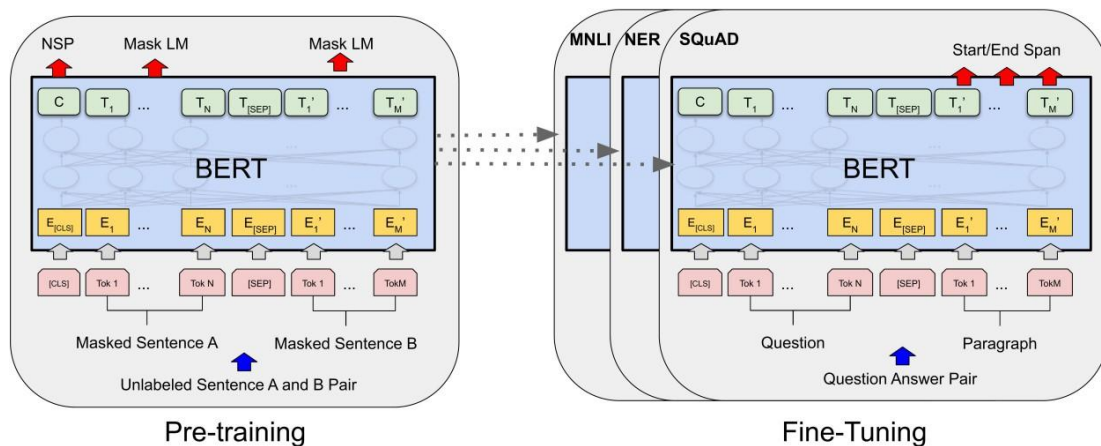 NSP Mask LM Mask LM
C T1 ... TN T[SEP] T1' ... TM'
BERT
E[CLS] E1 ... EN E[SEP] E1' ... EM'
[CLS] Tok 1 ... Tok N [SEP] Tok 1 ... TokM
Masked Sentence A Masked Sentence B
Unlabeled Sentence A and B Pair
Pre-training
MNLI NER SQuAD
Start/End Span
C T1 ... TN T[SEP] T1' ... TM'
BERT
E[CLS] E1 ... EN E[SEP] E1' ... EM'
[CLS] Tok 1 ... Tok N [SEP] Tok 1 ... TokM
Question Paragraph
Question Answer Pair
Fine-Tuning